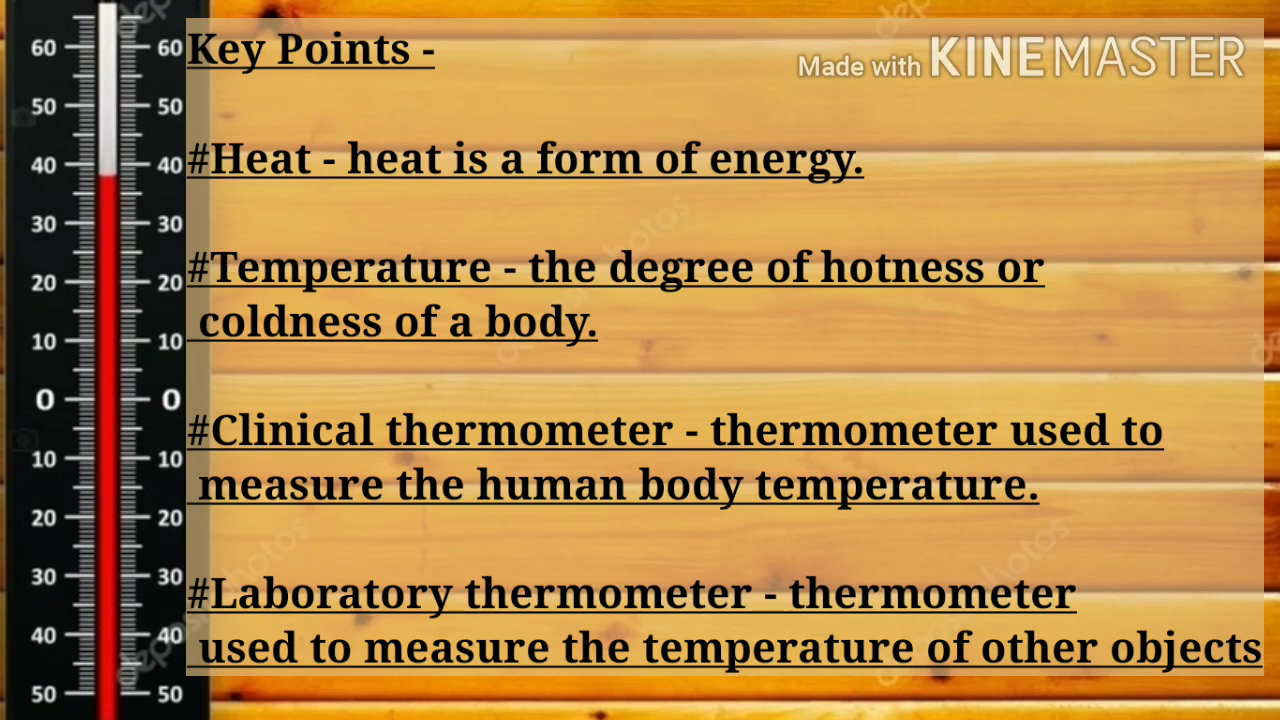 Key Points -
Made with KINEMASTER
#Heat - heat is a form of energy.
#Temperature - the degree of hotness or
coldness of a body.
#Clinical thermometer - thermometer used to
measure the human body temperature.
#Laboratory thermometer - thermometer
used to measure the temperature of other objects
60 60
50 50
40 40
30 30
20 20
10 10
0 0
10 10
20 20
30 30
40 40
50 50